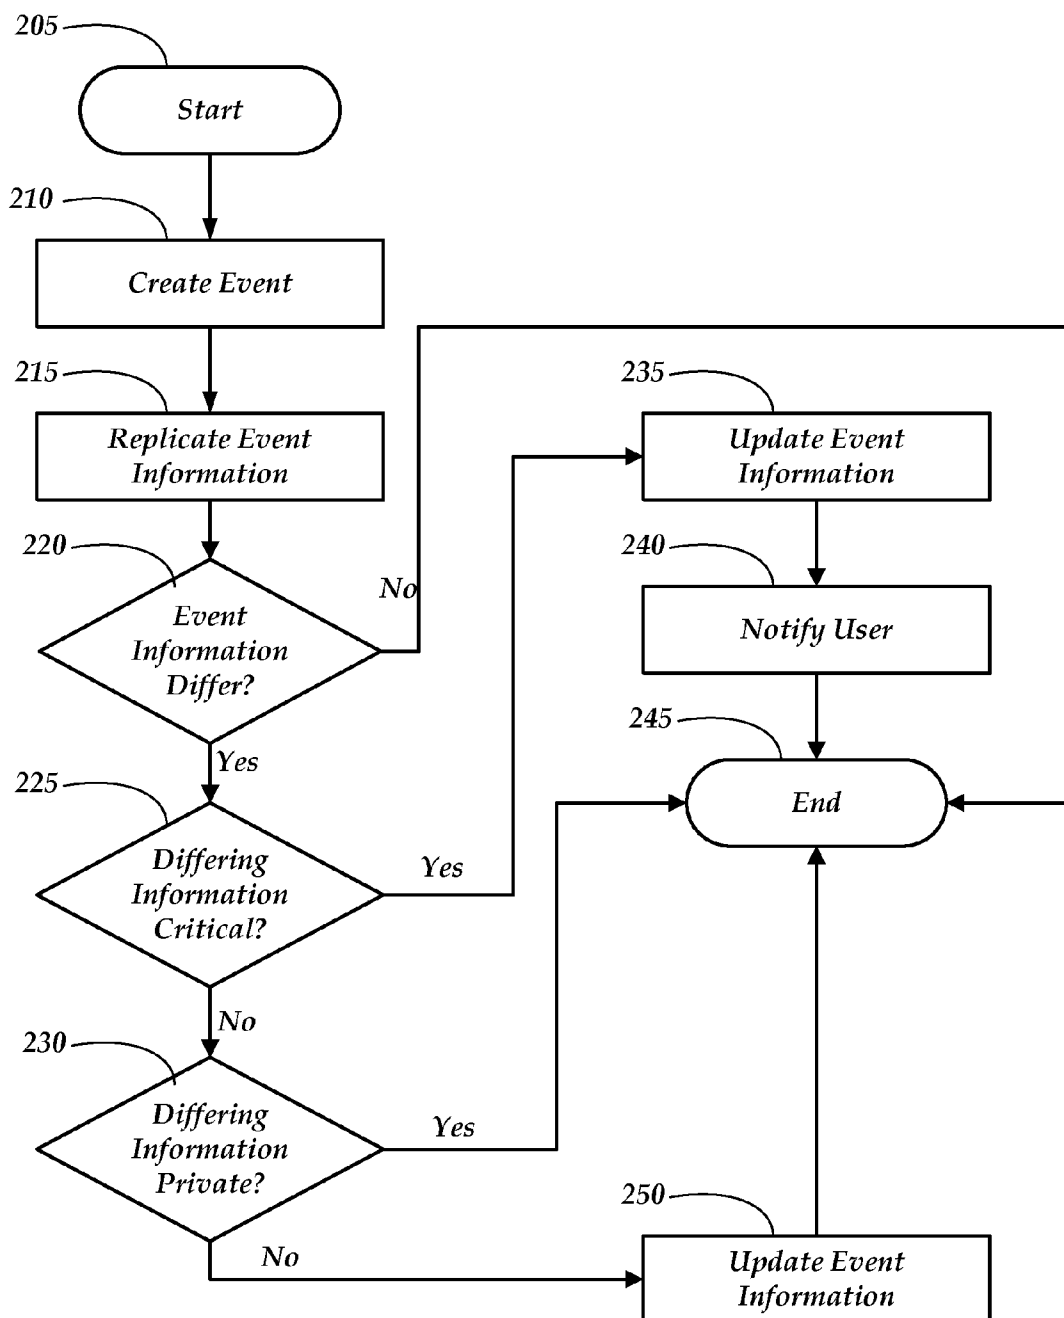 205
Start
210
Create Event
215
Replicate Event
Information
220
Event
Information
Differ?
No
Yes
225
Differing
Information
Critical?
Yes
No
230
Differing
Information
Private?
Yes
No
235
Update Event
Information
240
Notify User
245
End
250
Update Event
Information